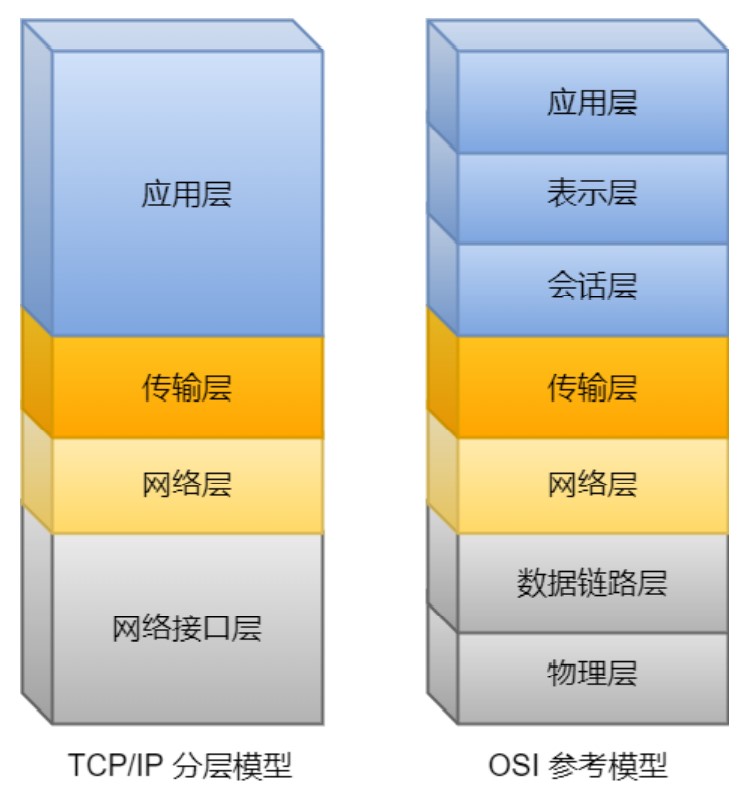 应用层
传输层
网络层
网络接口层
TCP/IP 分层模型
应用层
表示层
会话层
传输层
网络层
数据链路层
物理层
OSI 参考模型